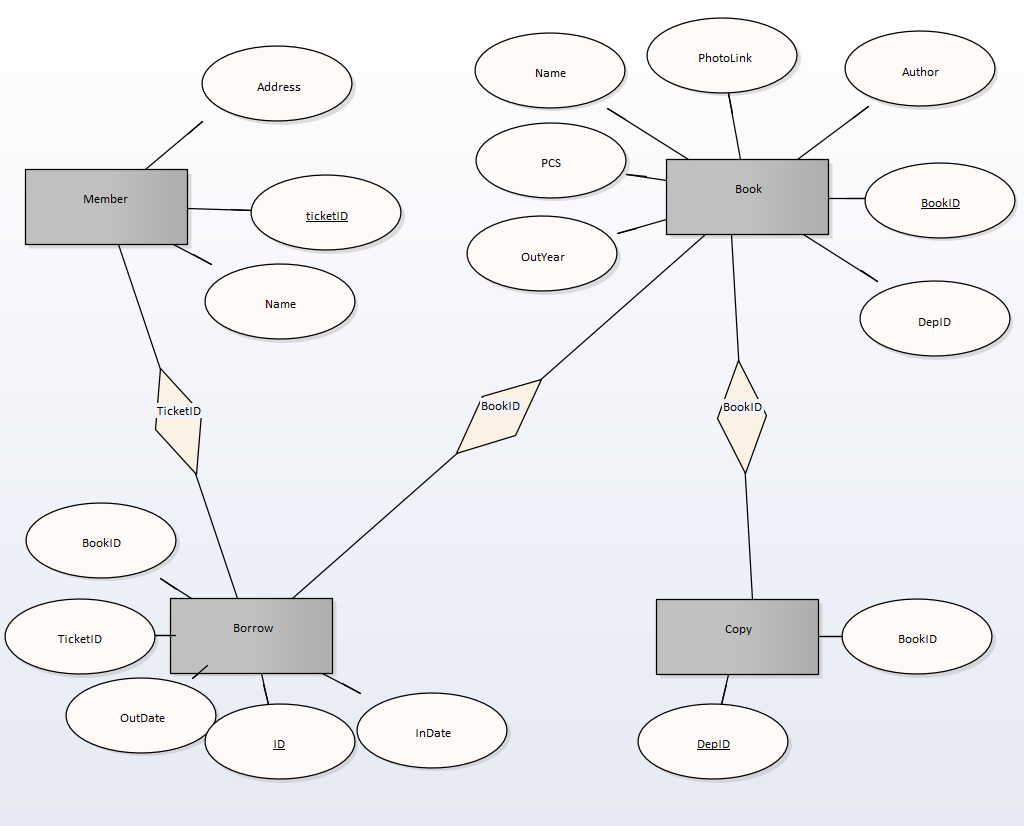 Address
Member
ticketID
Name
Name
PhotoLink
Author
PCS
Book
BookID
OutYear
DepID
TicketID
BookID
BookID
BookID
TicketID
Borrow
OutDate
ID
InDate
Copy
BookID
DepID